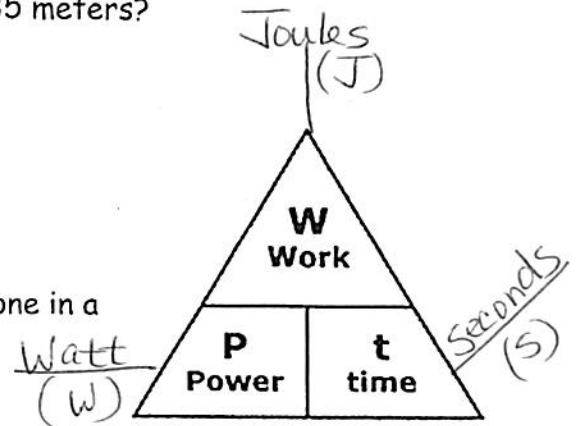 35 meters?
Joules
(J)
W
Work
one in a
Watt
(W)
P
Power
t
time
Seconds
(S)